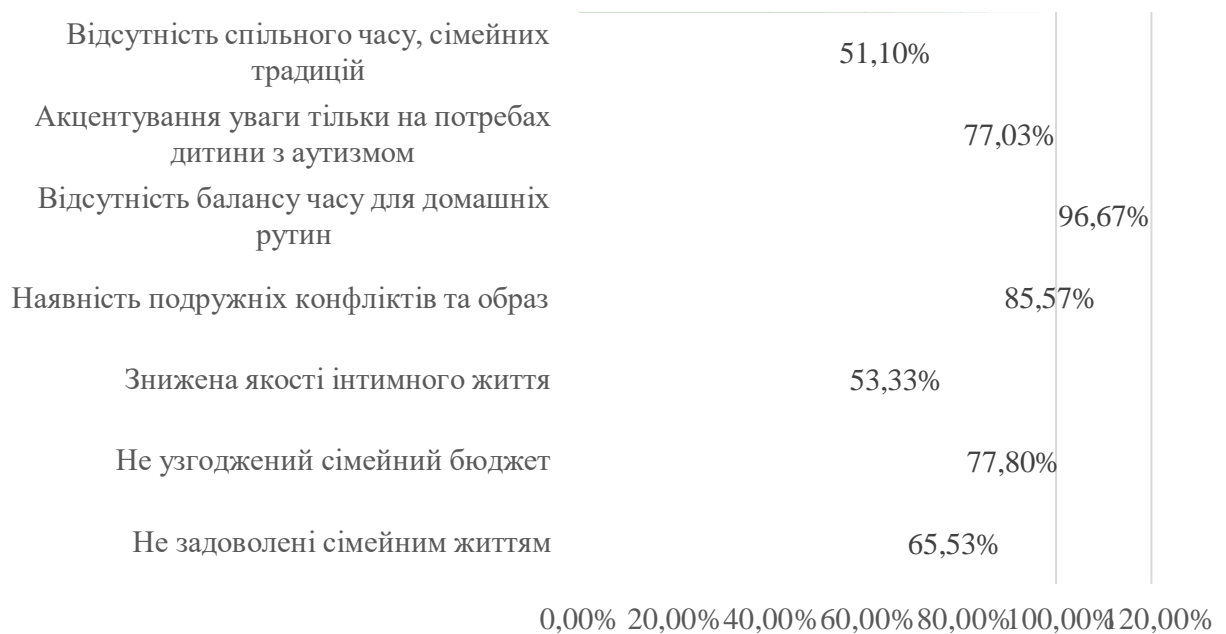 Відсутність спільного часу, сімейних
традицій
51,10%
Акцентування уваги тільки на потребах
дитини з аутизмом
77,03%
Відсутність балансу часу для домашніх
рутин
96,67%
Наявність подружніх конфліктів та образ
85,57%
Знижена якості інтимного життя
53,33%
Не узгоджений сімейний бюджет
77,80%
Не задоволені сімейним життям
65,53%
0,00% 20,00% 40,00% 60,00% 80,00% 100,00% 120,00%